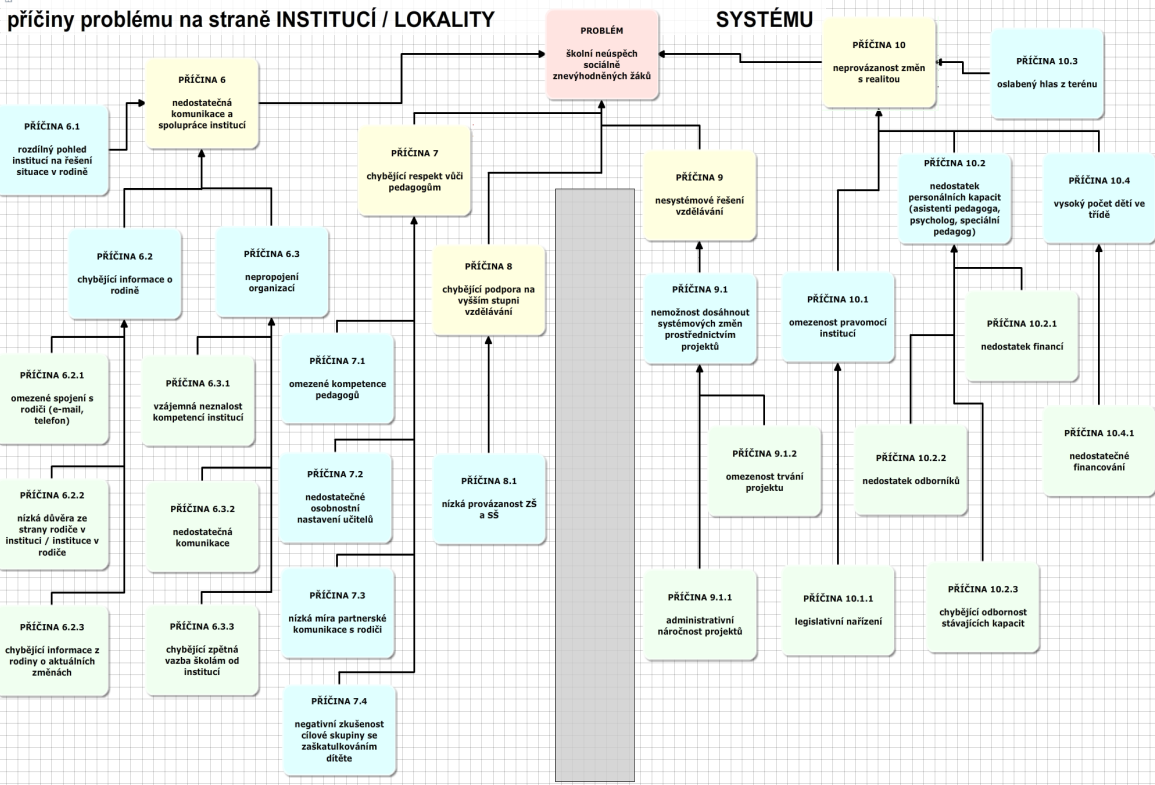 příčiny problému na straně INSTITUCÍ / LOKALITY
SYSTÉMU
PROBLÉM
školní neúspěch
sociálně
znevýhodněných žáků
PŘÍČINA 6
nedostatečná
komunikace a
spolupráce institucí
PŘÍČINA 6.1
rozdílný pohled
institucí na řešení
situace v rodině
PŘÍČINA 6.2
chybějící informace o
rodině
PŘÍČINA 6.3
nepropojení
organizací
PŘÍČINA 6.2.1
omezené spojení s
rodiči (e-mail,
telefon)
PŘÍČINA 6.2.2
nízká důvěra ze
strany rodiče v
instituci / instituce v
rodiče
PŘÍČINA 6.2.3
chybějící informace z
rodiny o aktuálních
změnách
PŘÍČINA 6.3.1
vzájemná neznalost
kompetencí institucí
PŘÍČINA 6.3.2
nedostatečná
komunikace
PŘÍČINA 6.3.3
chybějící zpětná
vazba školám od
institucí
PŘÍČINA 7
chybějící respekt vůči
pedagogům
PŘÍČINA 7.1
omezené kompetence
pedagogů
PŘÍČINA 7.2
nedostatečné
osobnostní
nastavení učitelů
PŘÍČINA 7.3
nízká míra partnerské
komunikace s rodiči
PŘÍČINA 7.4
negativní zkušenost
cílové skupiny se
zaškatulkováním
dítěte
PŘÍČINA 8
chybějící podpora na
vyšším stupni
vzdělávání
PŘÍČINA 8.1
nízká provázanost ZŠ
a SŠ
PŘÍČINA 9
nesystémové řešení
vzdělávání
PŘÍČINA 9.1
nemožnost dosáhnout
systémových změn
prostřednictvím
projektů
PŘÍČINA 9.1.2
omezenost trvání
projektu
PŘÍČINA 9.1.1
administrativní
náročnost projektů
PŘÍČINA 10
neprovázanost změn
s realitou
PŘÍČINA 10.3
oslabený hlas z terénu
PŘÍČINA 10.2
nedostatek
personálních kapacit
(asistenti pedagoga,
psycholog, speciální
pedagog)
PŘÍČINA 10.4
vysoký počet dětí ve
třídě
PŘÍČINA 10.1
omezenost pravomocí
institucí
PŘÍČINA 10.2.1
nedostatek financí
PŘÍČINA 10.2.2
nedostatek odborníků
PŘÍČINA 10.4.1
nedostatečné
financování
PŘÍČINA 10.1.1
legislativní nařízení
PŘÍČINA 10.2.3
chybějící odbornost
stávajících kapacit